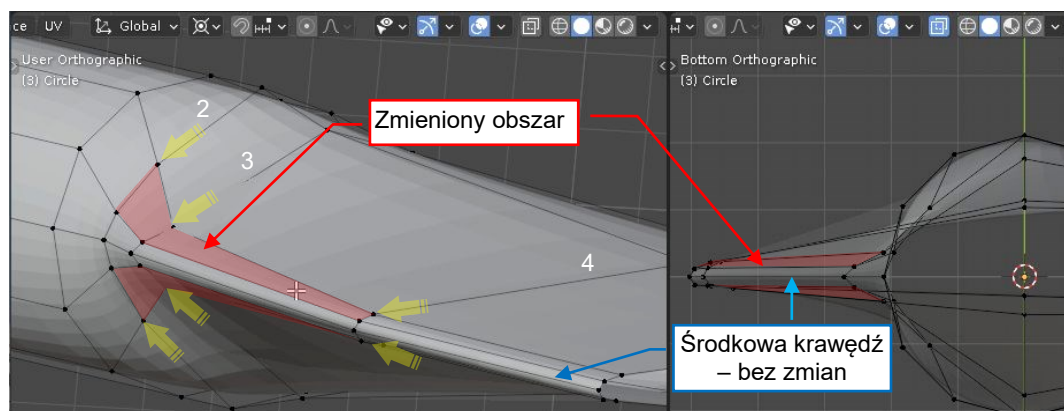 ce UV Global
User Orthographic
(3) Circle
2
3
4
Zmieniony obszar
Bottom Orthographic
(3) Circle
Środkowa krawędź
– bez zmian